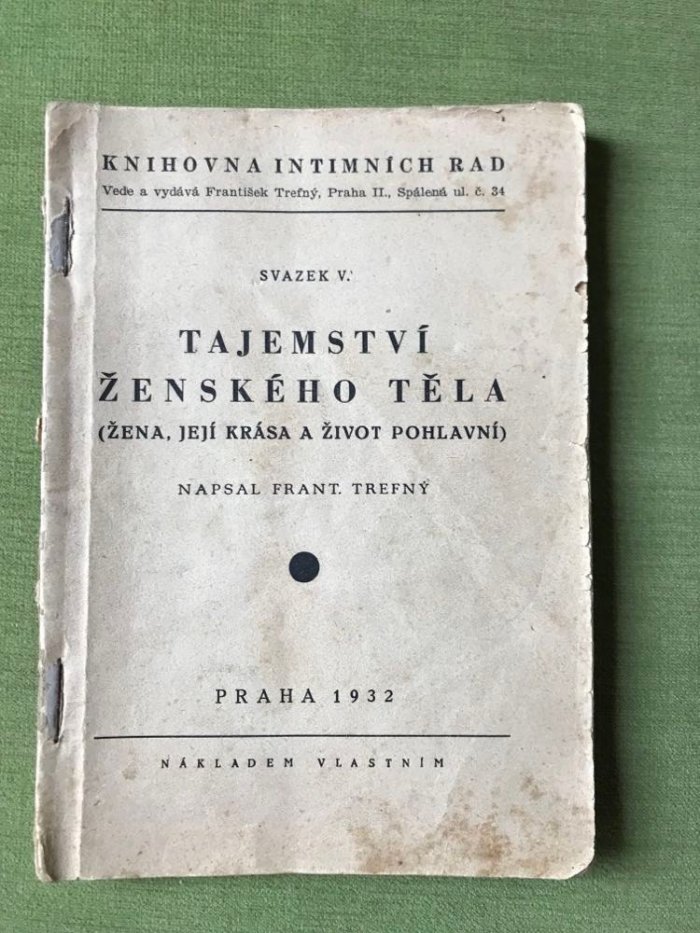 KNIHOVNA INTIMNÍCH RAD
Vede a vydává František Trefný, Praha II., Spálená ul. č. 34
SVAZEK V.
TAJEMSTVÍ
ŽENSKÉHO TĚLA
(ŽENA, JEJÍ KRÁSA A ŽIVOT POHLAVNÍ)
NAPSAL FRANT. TREFNÝ
PRAHA 1932
NÁKLADEM VLASTNÍM